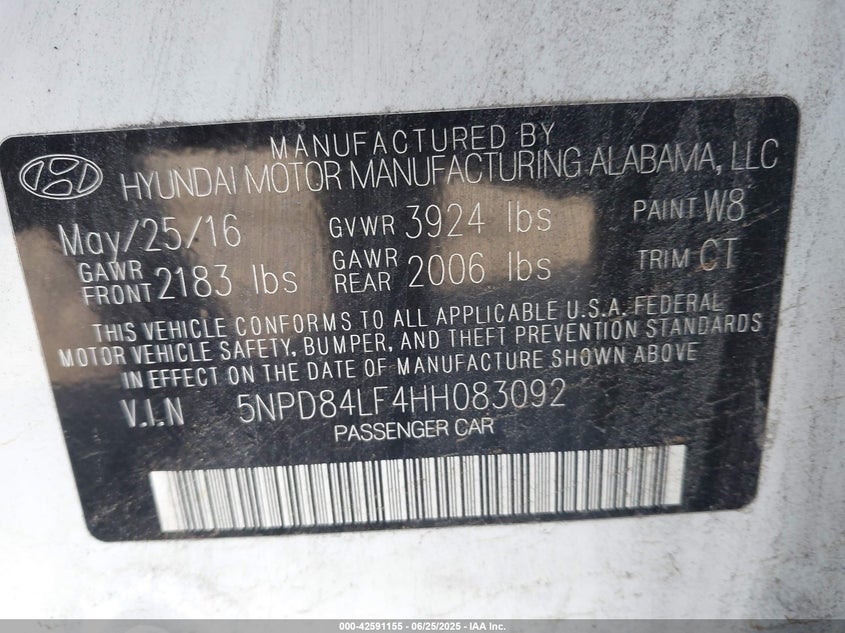 MANUFACTURED BY
HYUNDAI MOTOR MANUFACTURING ALABAMA, LLC
May/25/16 GVWR 3924 lbs PAINT W8
GAWR FRONT 2183 lbs GAWR REAR 2006 lbs TRIM CT
THIS VEHICLE CONFORMS TO ALL APPLICABLE U.S.A. FEDERAL
MOTOR VEHICLE SAFETY, BUMPER, AND THEFT PREVENTION STANDARDS
IN EFFECT ON THE DATE OF MANUFACTURE SHOWN ABOVE
V.I.N 5NPD84LF4HH083092
PASSENGER CAR
000-42591155 - 06/25/2025 - IAA Inc.